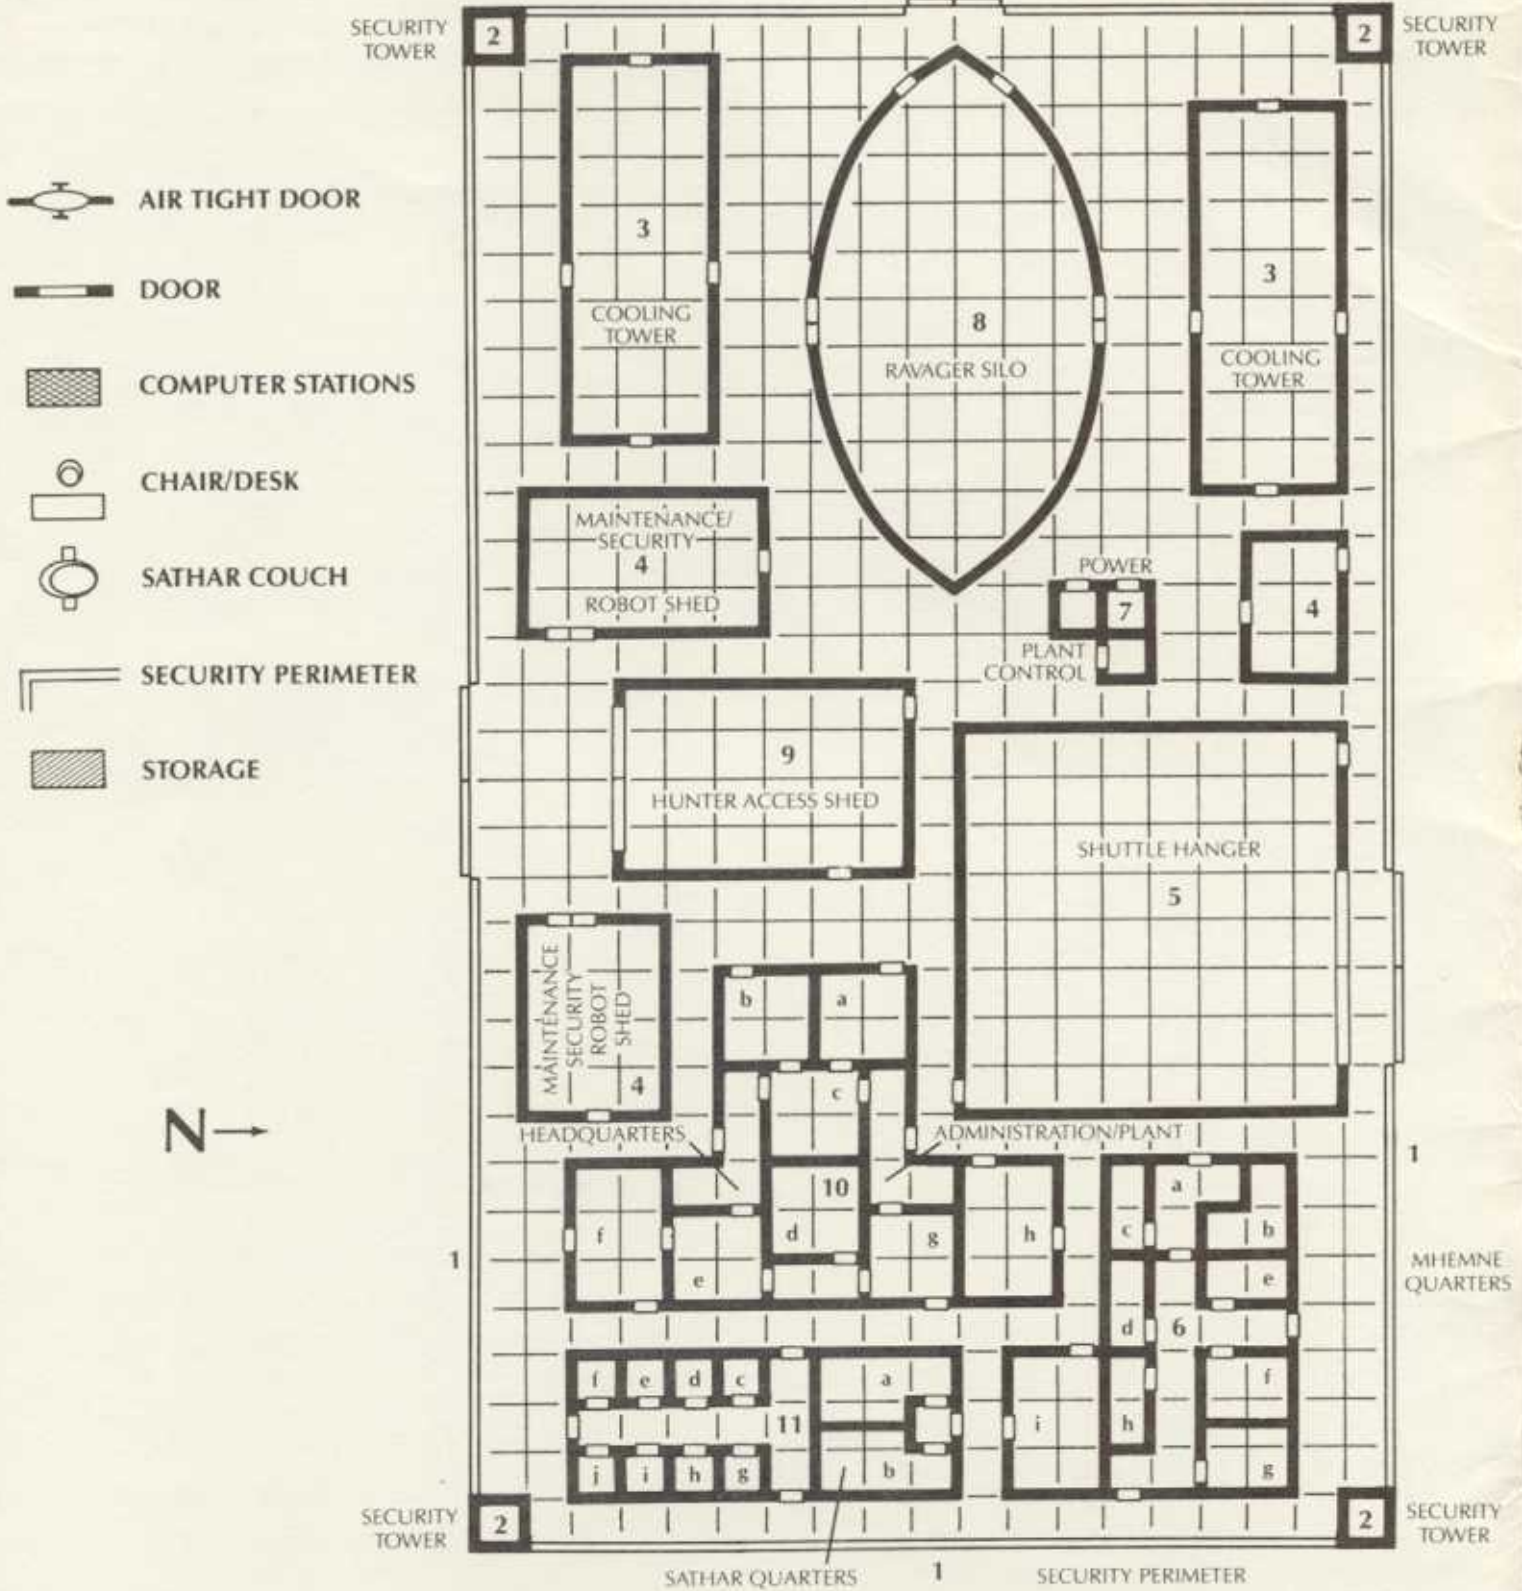 SECURITY
TOWER
2
2
SECURITY
TOWER
AIR TIGHT DOOR
DOOR
COMPUTER STATIONS
CHAIR/DESK
SATHAR COUCH
SECURITY PERIMETER
STORAGE
3
COOLING
TOWER
8
RAVAGER SILO
3
COOLING
TOWER
MAINTENANCE/
SECURITY
4
ROBOT SHED
POWER
7
PLANT
CONTROL
4
9
HUNTER ACCESS SHED
SHUTTLE HANGER
5
MAINTENANCE
SECURITY
ROBOT
SHED
4
b
a
c
N
HEADQUARTERS
ADMINISTRATION/PLANT
10
f
e
d
g
h
1
1
MHEMNE
QUARTERS
a
c
b
e
d
6
f
i
h
g
f
e
d
c
a
11
j
i
h
g
b
SECURITY
TOWER
2
2
SECURITY
TOWER
SATHAR QUARTERS
1
SECURITY PERIMETER